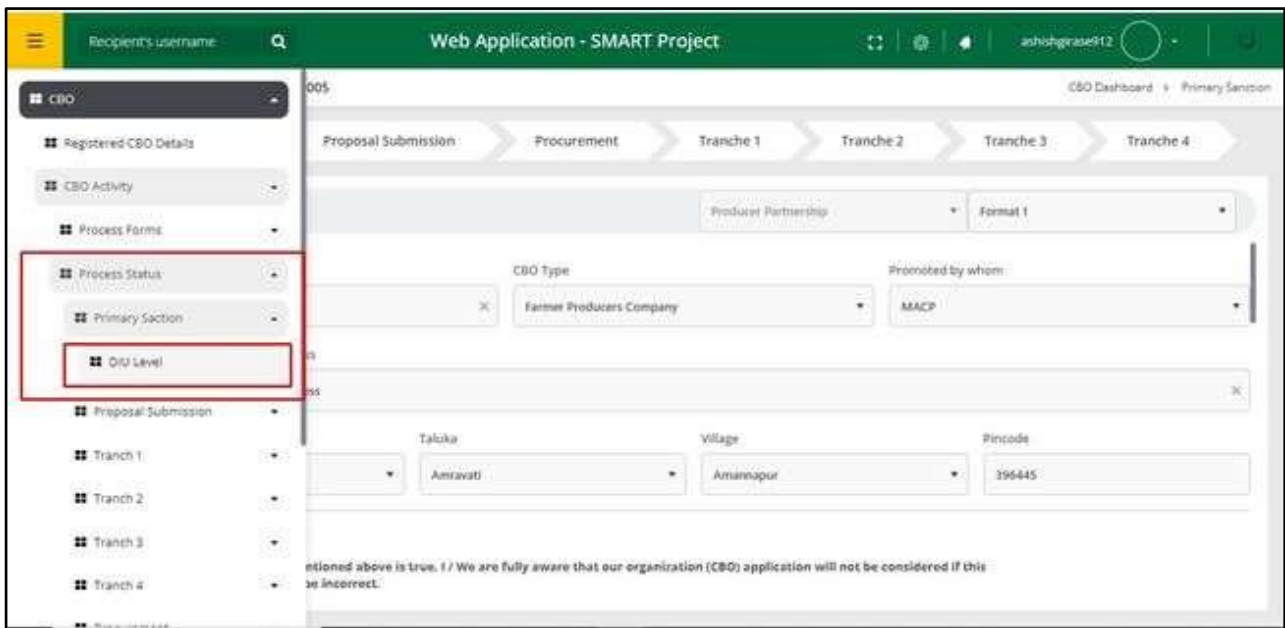 Recipient's username
Web Application - SMART Project
ashishgirase912
CBO
005
CBO Dashboard
Primary Sanction
Registered CBO Details
Proposal Submission
Procurement
Tranche 1
Tranche 2
Tranche 3
Tranche 4
CBO Activity
Producer Partnership
Format 1
Process Forms
Process Status
CBO Type
Promoted by whom
Farmer Producers Company
MACP
Primary Saction
DIU Level
ss
Proposal Submission
Taluka
Village
Pincode
Tranch 1
Amravati
Amannapur
396445
Tranch 2
Tranch 3
ntioned above is true. I / We are fully aware that our organization (CBO) application will not be considered if this
be incorrect.
Tranch 4